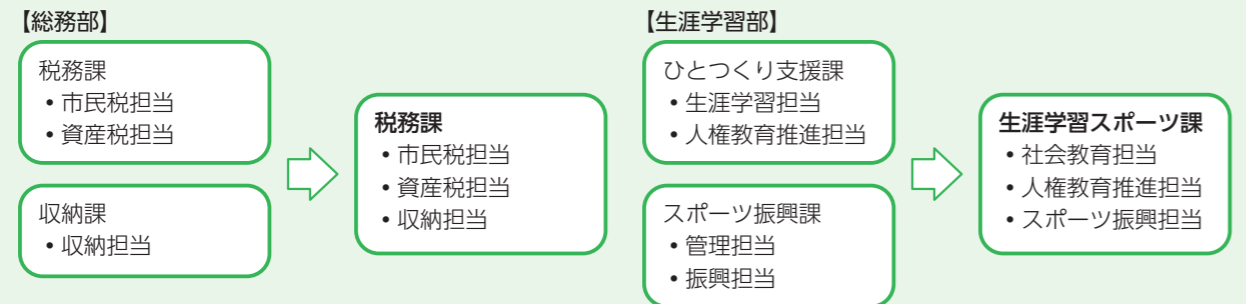 【総務部】
税務課
• 市民税担当
• 資産税担当
収納課
• 収納担当
税務課
• 市民税担当
• 資産税担当
• 収納担当
【生涯学習部】
ひとつくり支援課
• 生涯学習担当
• 人権教育推進担当
スポーツ振興課
• 管理担当
• 振興担当
生涯学習スポーツ課
• 社会教育担当
• 人権教育推進担当
• スポーツ振興担当